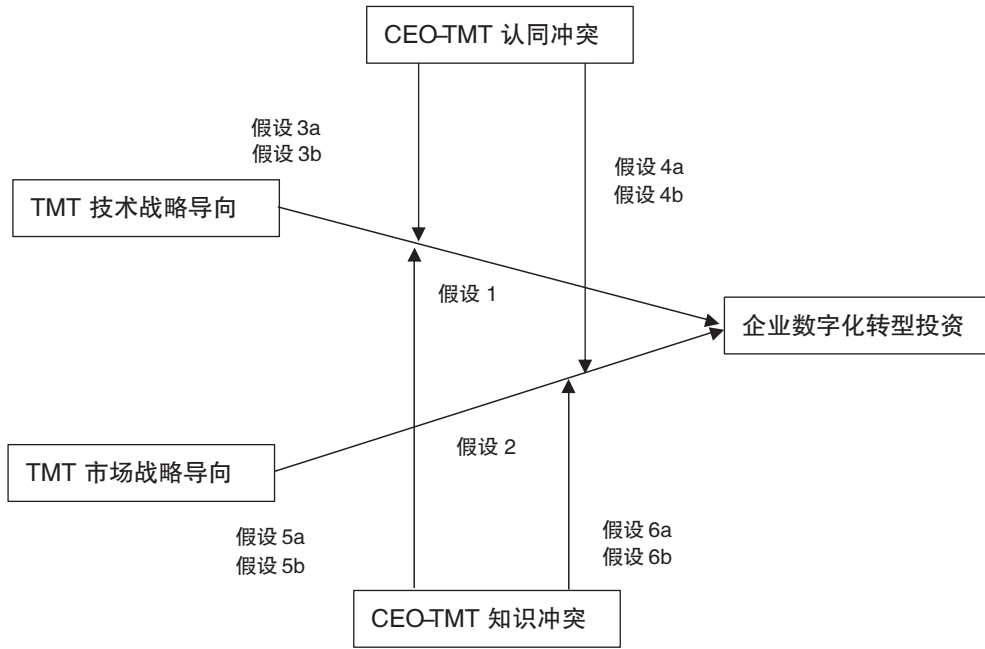 CEO-TMT 认同冲突
假设 3a
假设 3b
假设 4a
假设 4b
TMT 技术战略导向
假设 1
企业数字化转型投资
假设 2
TMT 市场战略导向
假设 5a
假设 5b
假设 6a
假设 6b
CEO-TMT 知识冲突